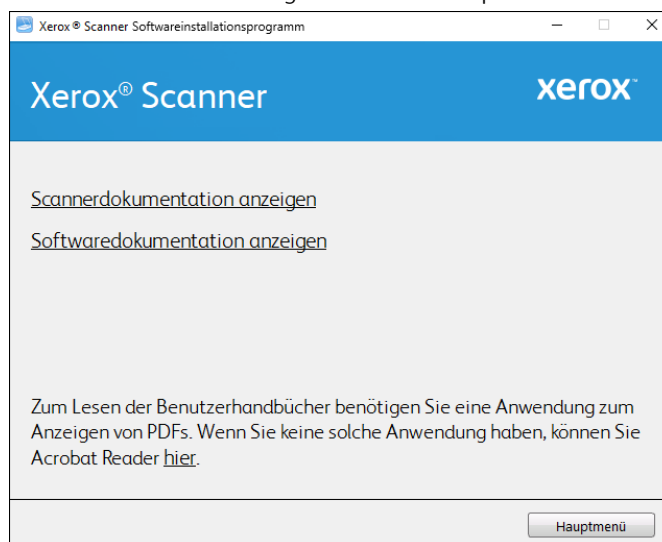 Xerox® Scanner Softwareinstallationsprogramm
Xerox® Scanner
xerox™
Scannerdokumentation anzeigen
Softwaredokumentation anzeigen
Zum Lesen der Benutzerhandbücher benötigen Sie eine Anwendung zum
Anzeigen von PDFs. Wenn Sie keine solche Anwendung haben, können Sie
Acrobat Reader hier.
Hauptmenü